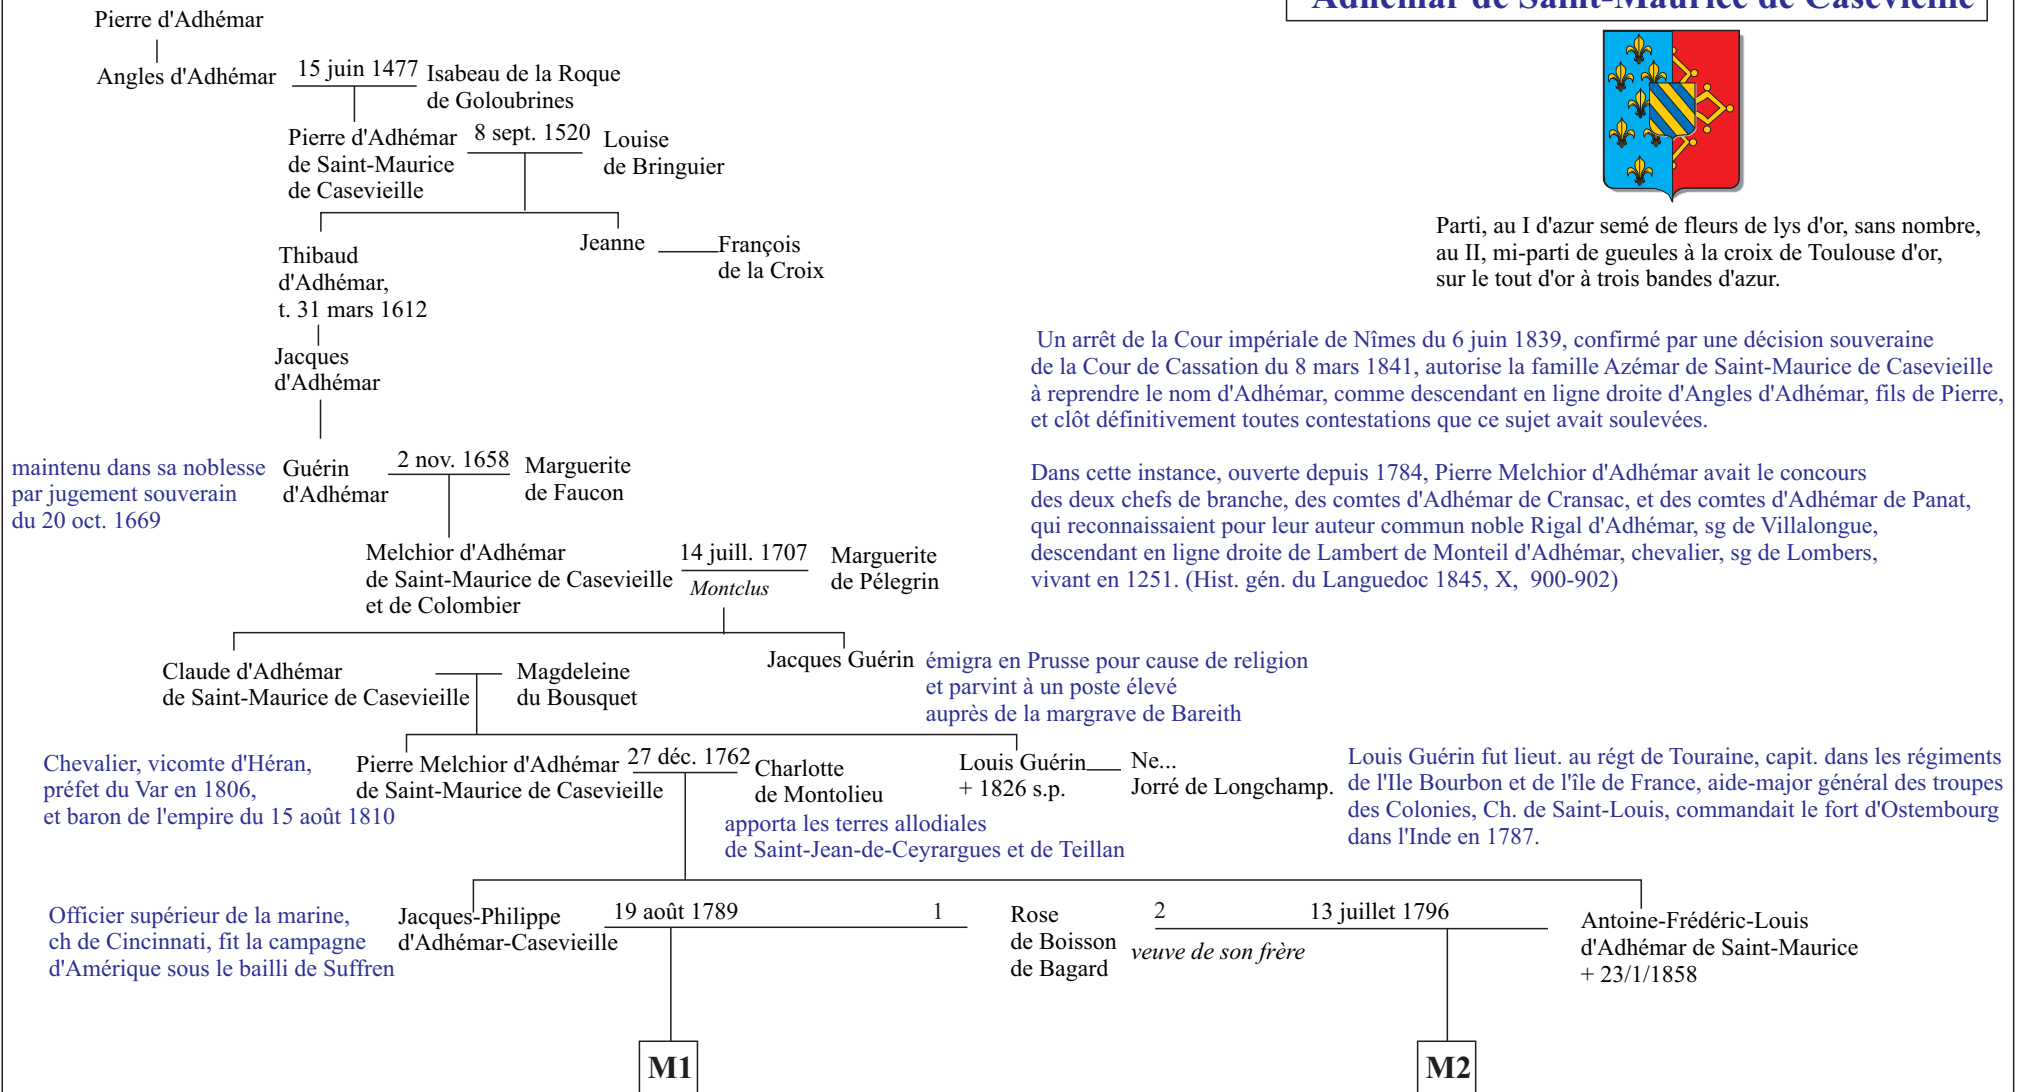 Adhémar de Saint-Maurice de Casevieille
Pierre d'Adhémar
Angles d'Adhémar
15 juin 1477
Isabeau de la Roque
de Goloubrines
Pierre d'Adhémar
de Saint-Maurice
de Casevieille
8 sept. 1520
Louise
de Bringuier
Thibaud
d'Adhémar,
t. 31 mars 1612
Jeanne
François
de la Croix
Parti, au I d'azur semé de fleurs de lys d'or, sans nombre,
au II, mi-parti de gueules à la croix de Toulouse d'or,
sur le tout d'or à trois bandes d'azur.
Jacques
d'Adhémar
Un arrêt de la Cour impériale de Nîmes du 6 juin 1839, confirmé par une décision souveraine
de la Cour de Cassation du 8 mars 1841, autorise la famille Azémar de Saint-Maurice de Casevieille
à reprendre le nom d'Adhémar, comme descendant en ligne droite d'Angles d'Adhémar, fils de Pierre,
et clôt définitivement toutes contestations que ce sujet avait soulevées.
maintenu dans sa noblesse
par jugement souverain
du 20 oct. 1669
Guérin
d'Adhémar
2 nov. 1658
Marguerite
de Faucon
Dans cette instance, ouverte depuis 1784, Pierre Melchior d'Adhémar avait le concours
des deux chefs de branche, des comtes d'Adhémar de Cransac, et des comtes d'Adhémar de Panat,
qui reconnaissaient pour leur auteur commun noble Rigal d'Adhémar, sg de Villalongue,
descendant en ligne droite de Lambert de Monteil d'Adhémar, chevalier, sg de Lombers,
vivant en 1251. (Hist. gén. du Languedoc 1845, X, 900-902)
Melchior d'Adhémar
de Saint-Maurice de Casevieille
et de Colombier
14 juill. 1707
Montclus
Marguerite
de Pélegrin
Claude d'Adhémar
de Saint-Maurice de Casevieille
Magdeleine
du Bousquet
Jacques Guérin
émigra en Prusse pour cause de religion
et parvint à un poste élevé
auprès de la margrave de Bareith
Chevalier, vicomte d'Héran,
préfet du Var en 1806,
et baron de l'empire du 15 août 1810
Pierre Melchior d'Adhémar
de Saint-Maurice de Casevieille
27 déc. 1762
Charlotte
de Montolieu
apporta les terres allodiales
de Saint-Jean-de-Ceyrargues et de Teillan
Louis Guérin
+ 1826 s.p.
Ne...
Jorré de Longchamp.
Louis Guérin fut lieut. au régt de Touraine, capit. dans les régiments
de l'Ile Bourbon et de l'île de France, aide-major général des troupes
des Colonies, Ch. de Saint-Louis, commandait le fort d'Ostembourg
dans l'Inde en 1787.
Officier supérieur de la marine,
ch de Cincinnati, fit la campagne
d'Amérique sous le bailli de Suffren
Jacques-Philippe
d'Adhémar-Casevieille
19 août 1789
1
Rose
de Boisson
de Bagard
2
13 juillet 1796
veuve de son frère
Antoine-Frédéric-Louis
d'Adhémar de Saint-Maurice
+ 23/1/1858
M1
M2